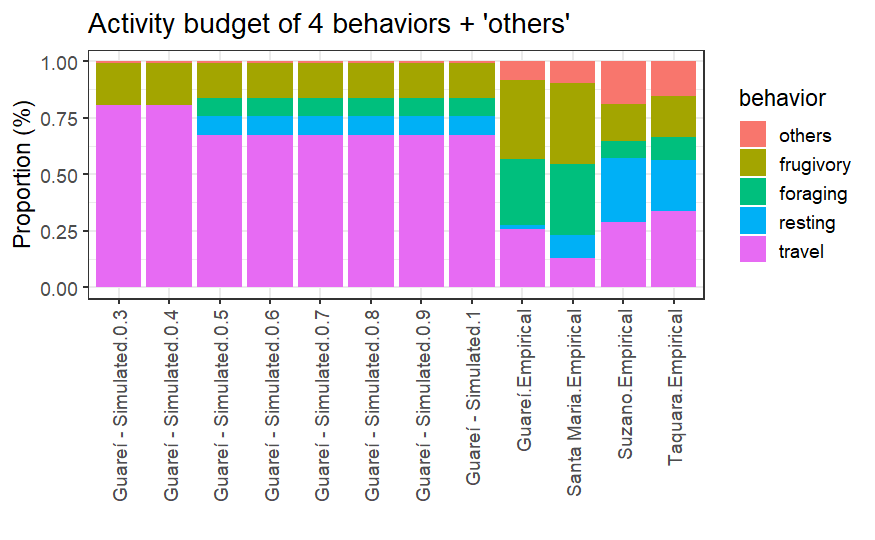 Activity budget of 4 behaviors + 'others'
Proportion (%)
1.00
0.75
0.50
0.25
0.00
Guareí - Simulated.0.3
Guareí - Simulated.0.4
Guareí - Simulated.0.5
Guareí - Simulated.0.6
Guareí - Simulated.0.7
Guareí - Simulated.0.8
Guareí - Simulated.0.9
Guareí - Simulated.1
Guareí.Empirical
Santa Maria.Empirical
Suzano.Empirical
Taquara.Empirical
behavior
others
frugivory
foraging
resting
travel